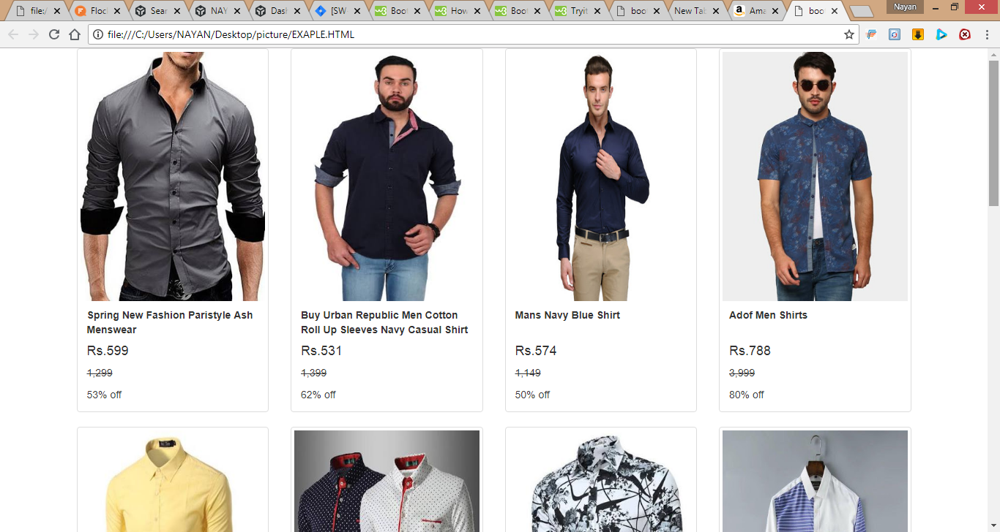 file:/
Floc
Sear
NAY
Das
[SW
Boo
How
Boo
Tryit
boo
New Tab
Ama
boo
Nayan
file:///C:/Users/NAYAN/Desktop/picture/EXAPLE.HTML
Spring New Fashion Paristyle Ash
Menswear
Rs.599
1,299
53% off
Buy Urban Republic Men Cotton
Roll Up Sleeves Navy Casual Shirt
Rs.531
1,399
62% off
Mans Navy Blue Shirt
Rs.574
1,149
50% off
Adof Men Shirts
Rs.788
3,999
80% off